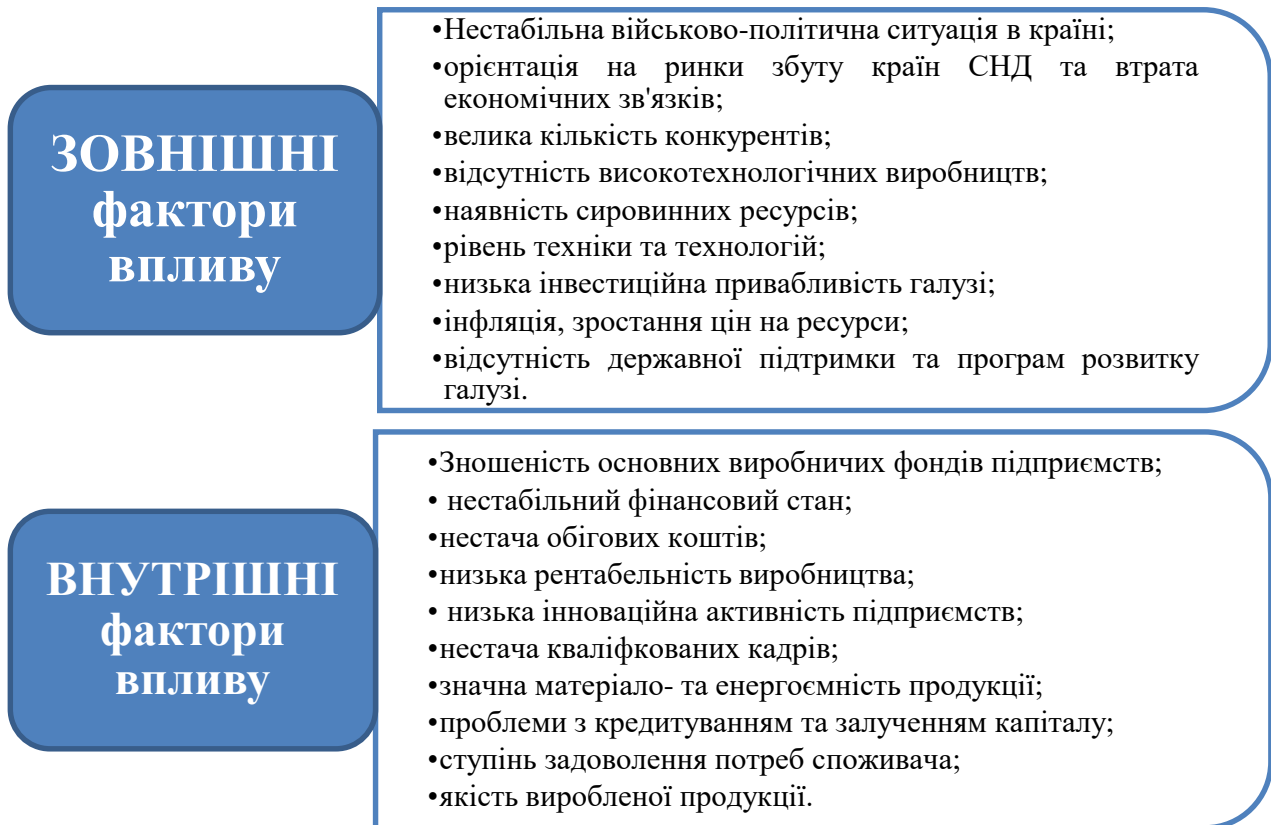 ЗОВНІШНІ
фактори
впливу
•Нестабільна військово-політична ситуація в країні;
•орієнтація на ринки збуту країн СНД та втрата
економічних зв'язків;
•велика кількість конкурентів;
•відсутність високотехнологічних виробництв;
•наявність сировинних ресурсів;
•рівень техніки та технологій;
•низька інвестиційна привабливість галузі;
•інфляція, зростання цін на ресурси;
•відсутність державної підтримки та програм розвитку
галузі.
ВНУТРІШНІ
фактори
впливу
•Зношеність основних виробничих фондів підприємств;
• нестабільний фінансовий стан;
•нестача обігових коштів;
•низька рентабельність виробництва;
• низька інноваційна активність підприємств;
•нестача кваліфкованих кадрів;
•значна матеріало- та енергоємність продукції;
•проблеми з кредитуванням та залученням капіталу;
•ступінь задоволення потреб споживача;
•якість виробленої продукції.